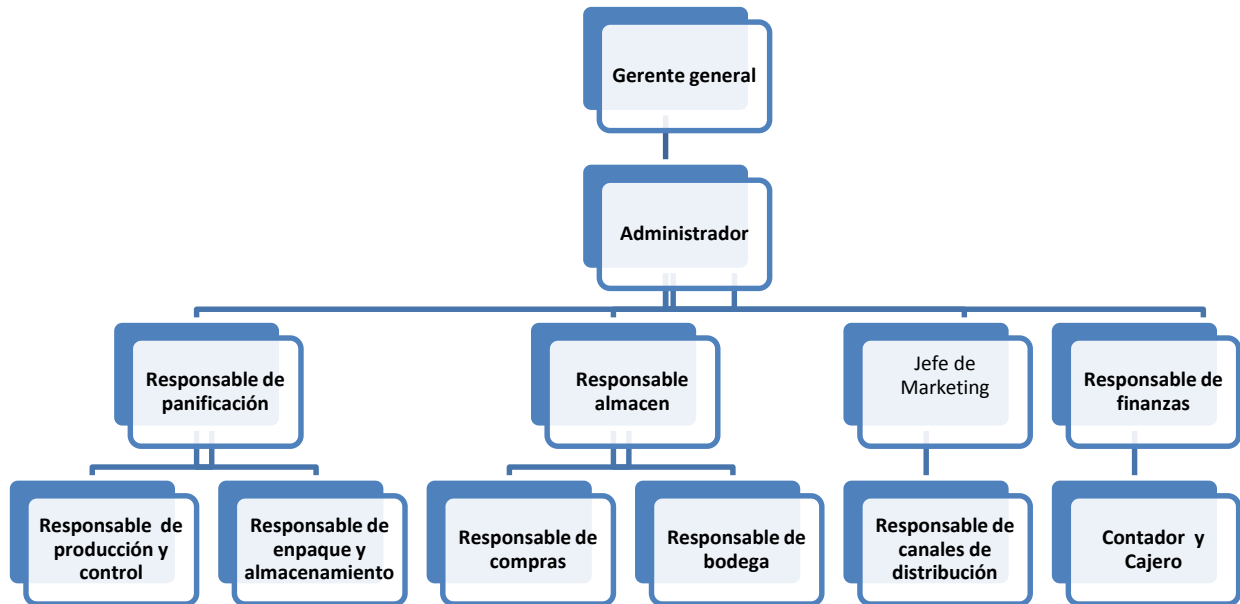 Gerente general
Administrador
Responsable de
panificación
Responsable
almacen
Jefe de
Marketing
Responsable de
finanzas
Responsable de
producción y
control
Responsable de
enpaque y
almacenamiento
Responsable de
compras
Responsable de
bodega
Responsable de
canales de
distribución
Contador y
Cajero